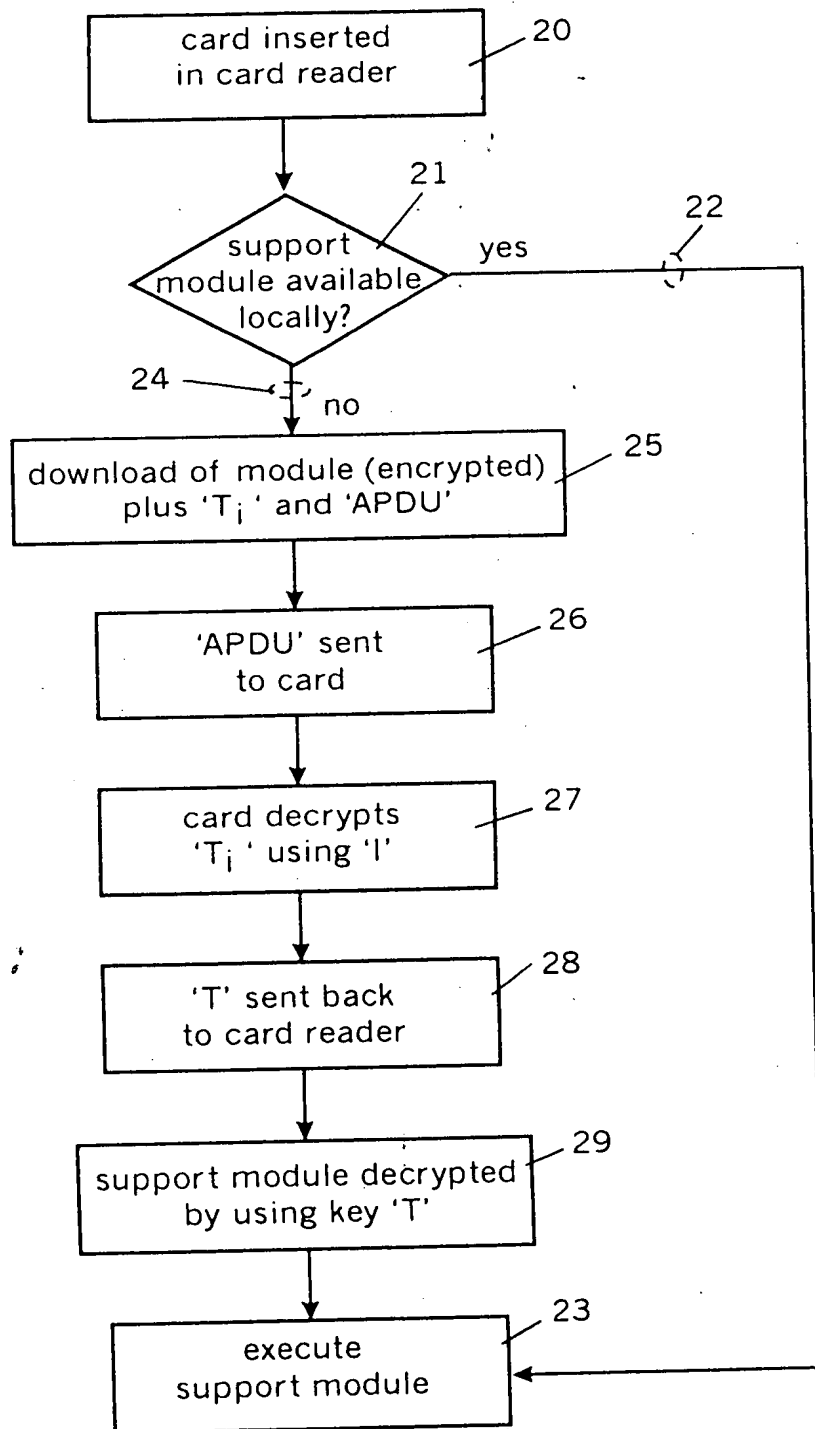 card inserted
in card reader
20
21
support
module available
locally?
yes
22
24
no
download of module (encrypted)
plus 'Ti' and 'APDU'
25
'APDU' sent
to card
26
card decrypts
'Ti' using 'I'
27
'T' sent back
to card reader
28
support module decrypted
by using key 'T'
29
execute
support module
23